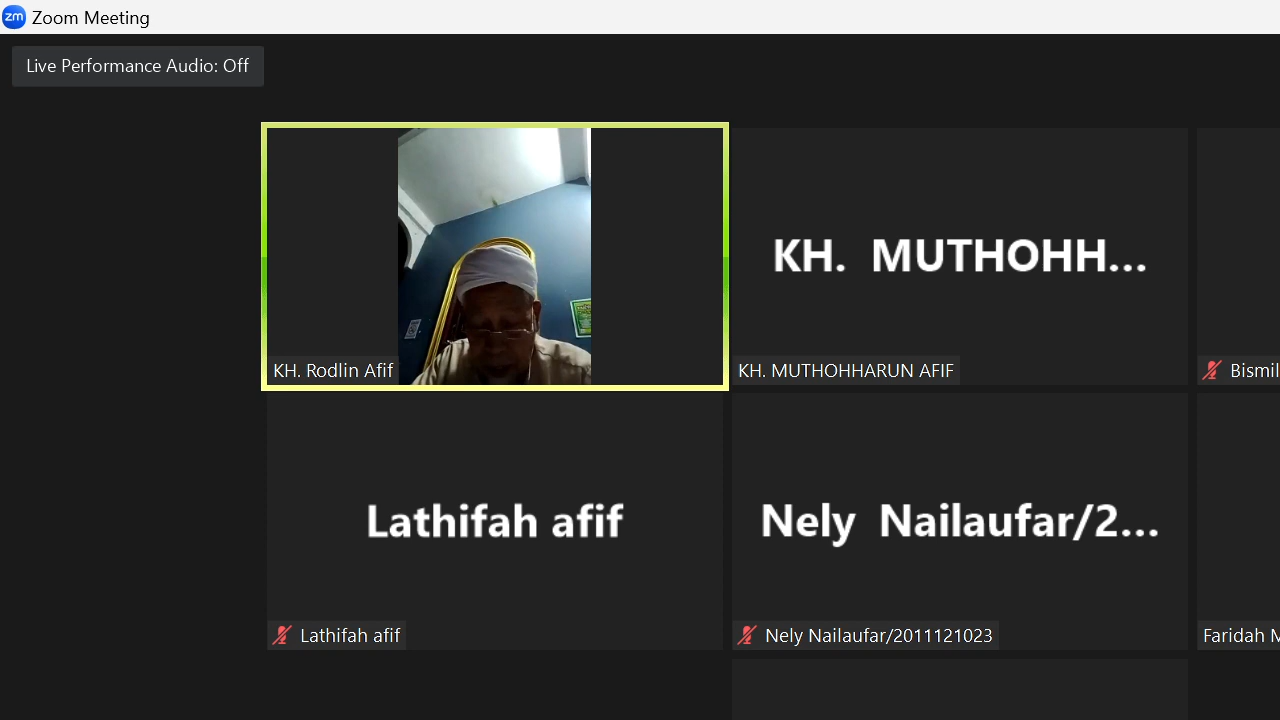 zm Zoom Meeting
Live Performance Audio: Off
KH. Rodlin Afif
KH. MUTHOHH...
KH. MUTHOHHARUN AFIF
Bismil
Lathifah afif
Lathifah afif
Nely Nailaufar/2...
Nely Nailaufar/2011121023
Faridah M